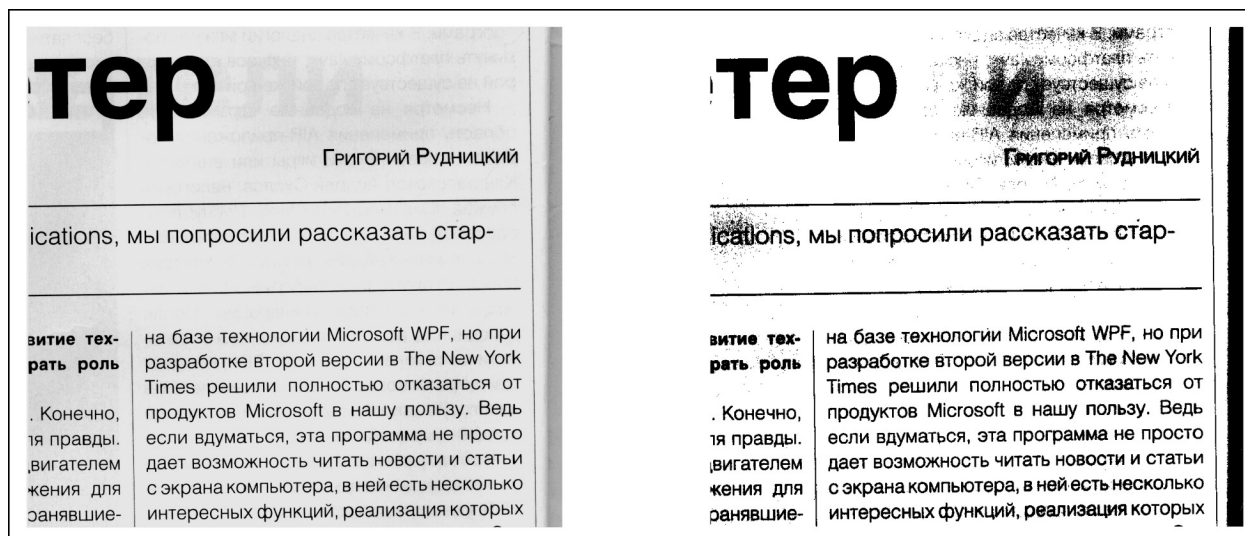 тер
Григорий Рудницкий
ications, мы попросили рассказать стар-
витие тех-
рать роль
. Конечно,
ля правды.
вигателем
жения для
ранявшие-
на базе технологии Microsoft WPF, но при
разработке второй версии в The New York
Times решили полностью отказаться от
продуктов Microsoft в нашу пользу. Ведь
если вдуматься, эта программа не просто
дает возможность читать новости и статьи
с экрана компьютера, в ней есть несколько
интересных функций, реализация которых
тер
Григорий Рудницкий
ications, мы попросили рассказать стар-
витие тех-
рать роль
. Конечно,
ля правды.
вигателем
жения для
ранявшие-
на базе технологии Microsoft WPF, но при
разработке второй версии в The New York
Times решили полностью отказаться от
продуктов Microsoft в нашу пользу. Ведь
если вдуматься, эта программа не просто
дает возможность читать новости и статьи
с экрана компьютера, в ней есть несколько
интересных функций, реализация которых